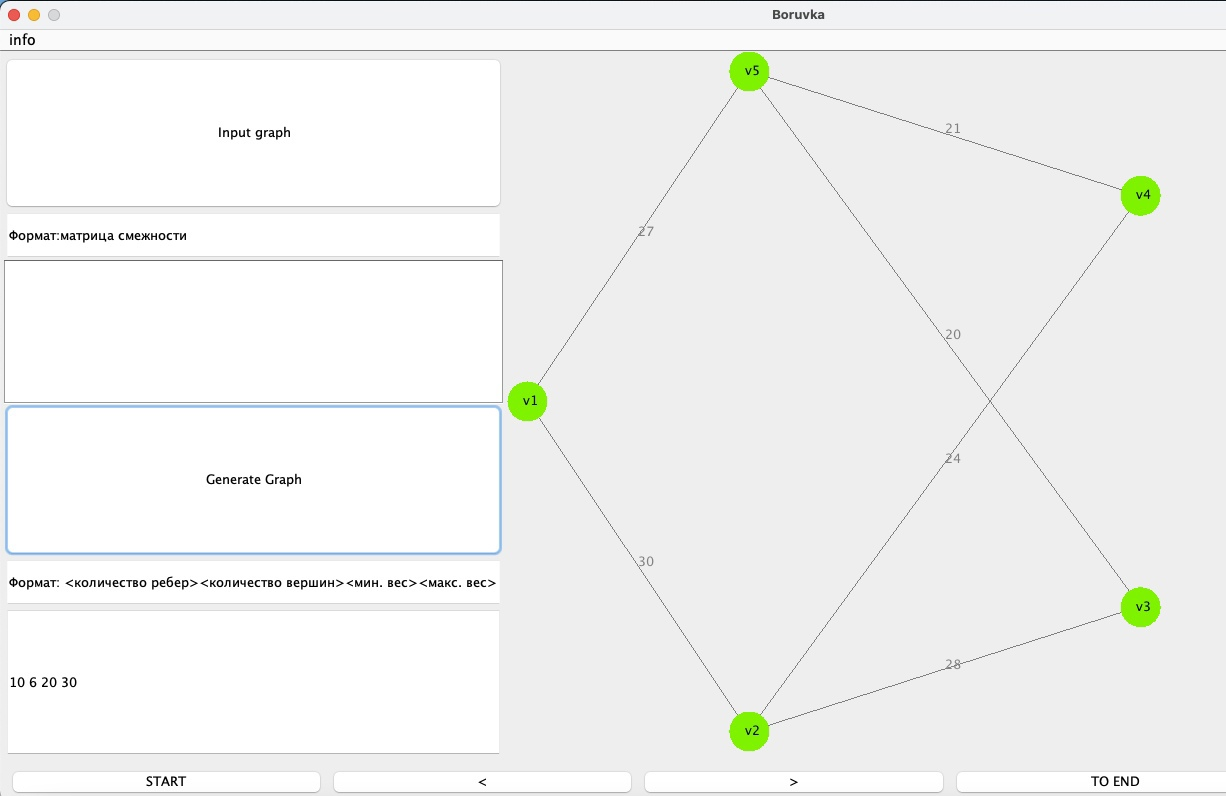 Boruvka
info
Input graph
Формат:матрица смежности
Generate Graph
Формат: <количество ребер><количество вершин><мин. вес><макс. вес>
10 6 20 30
v5
21
v4
27
20
v1
24
30
v3
28
v2
START
<
>
TO END